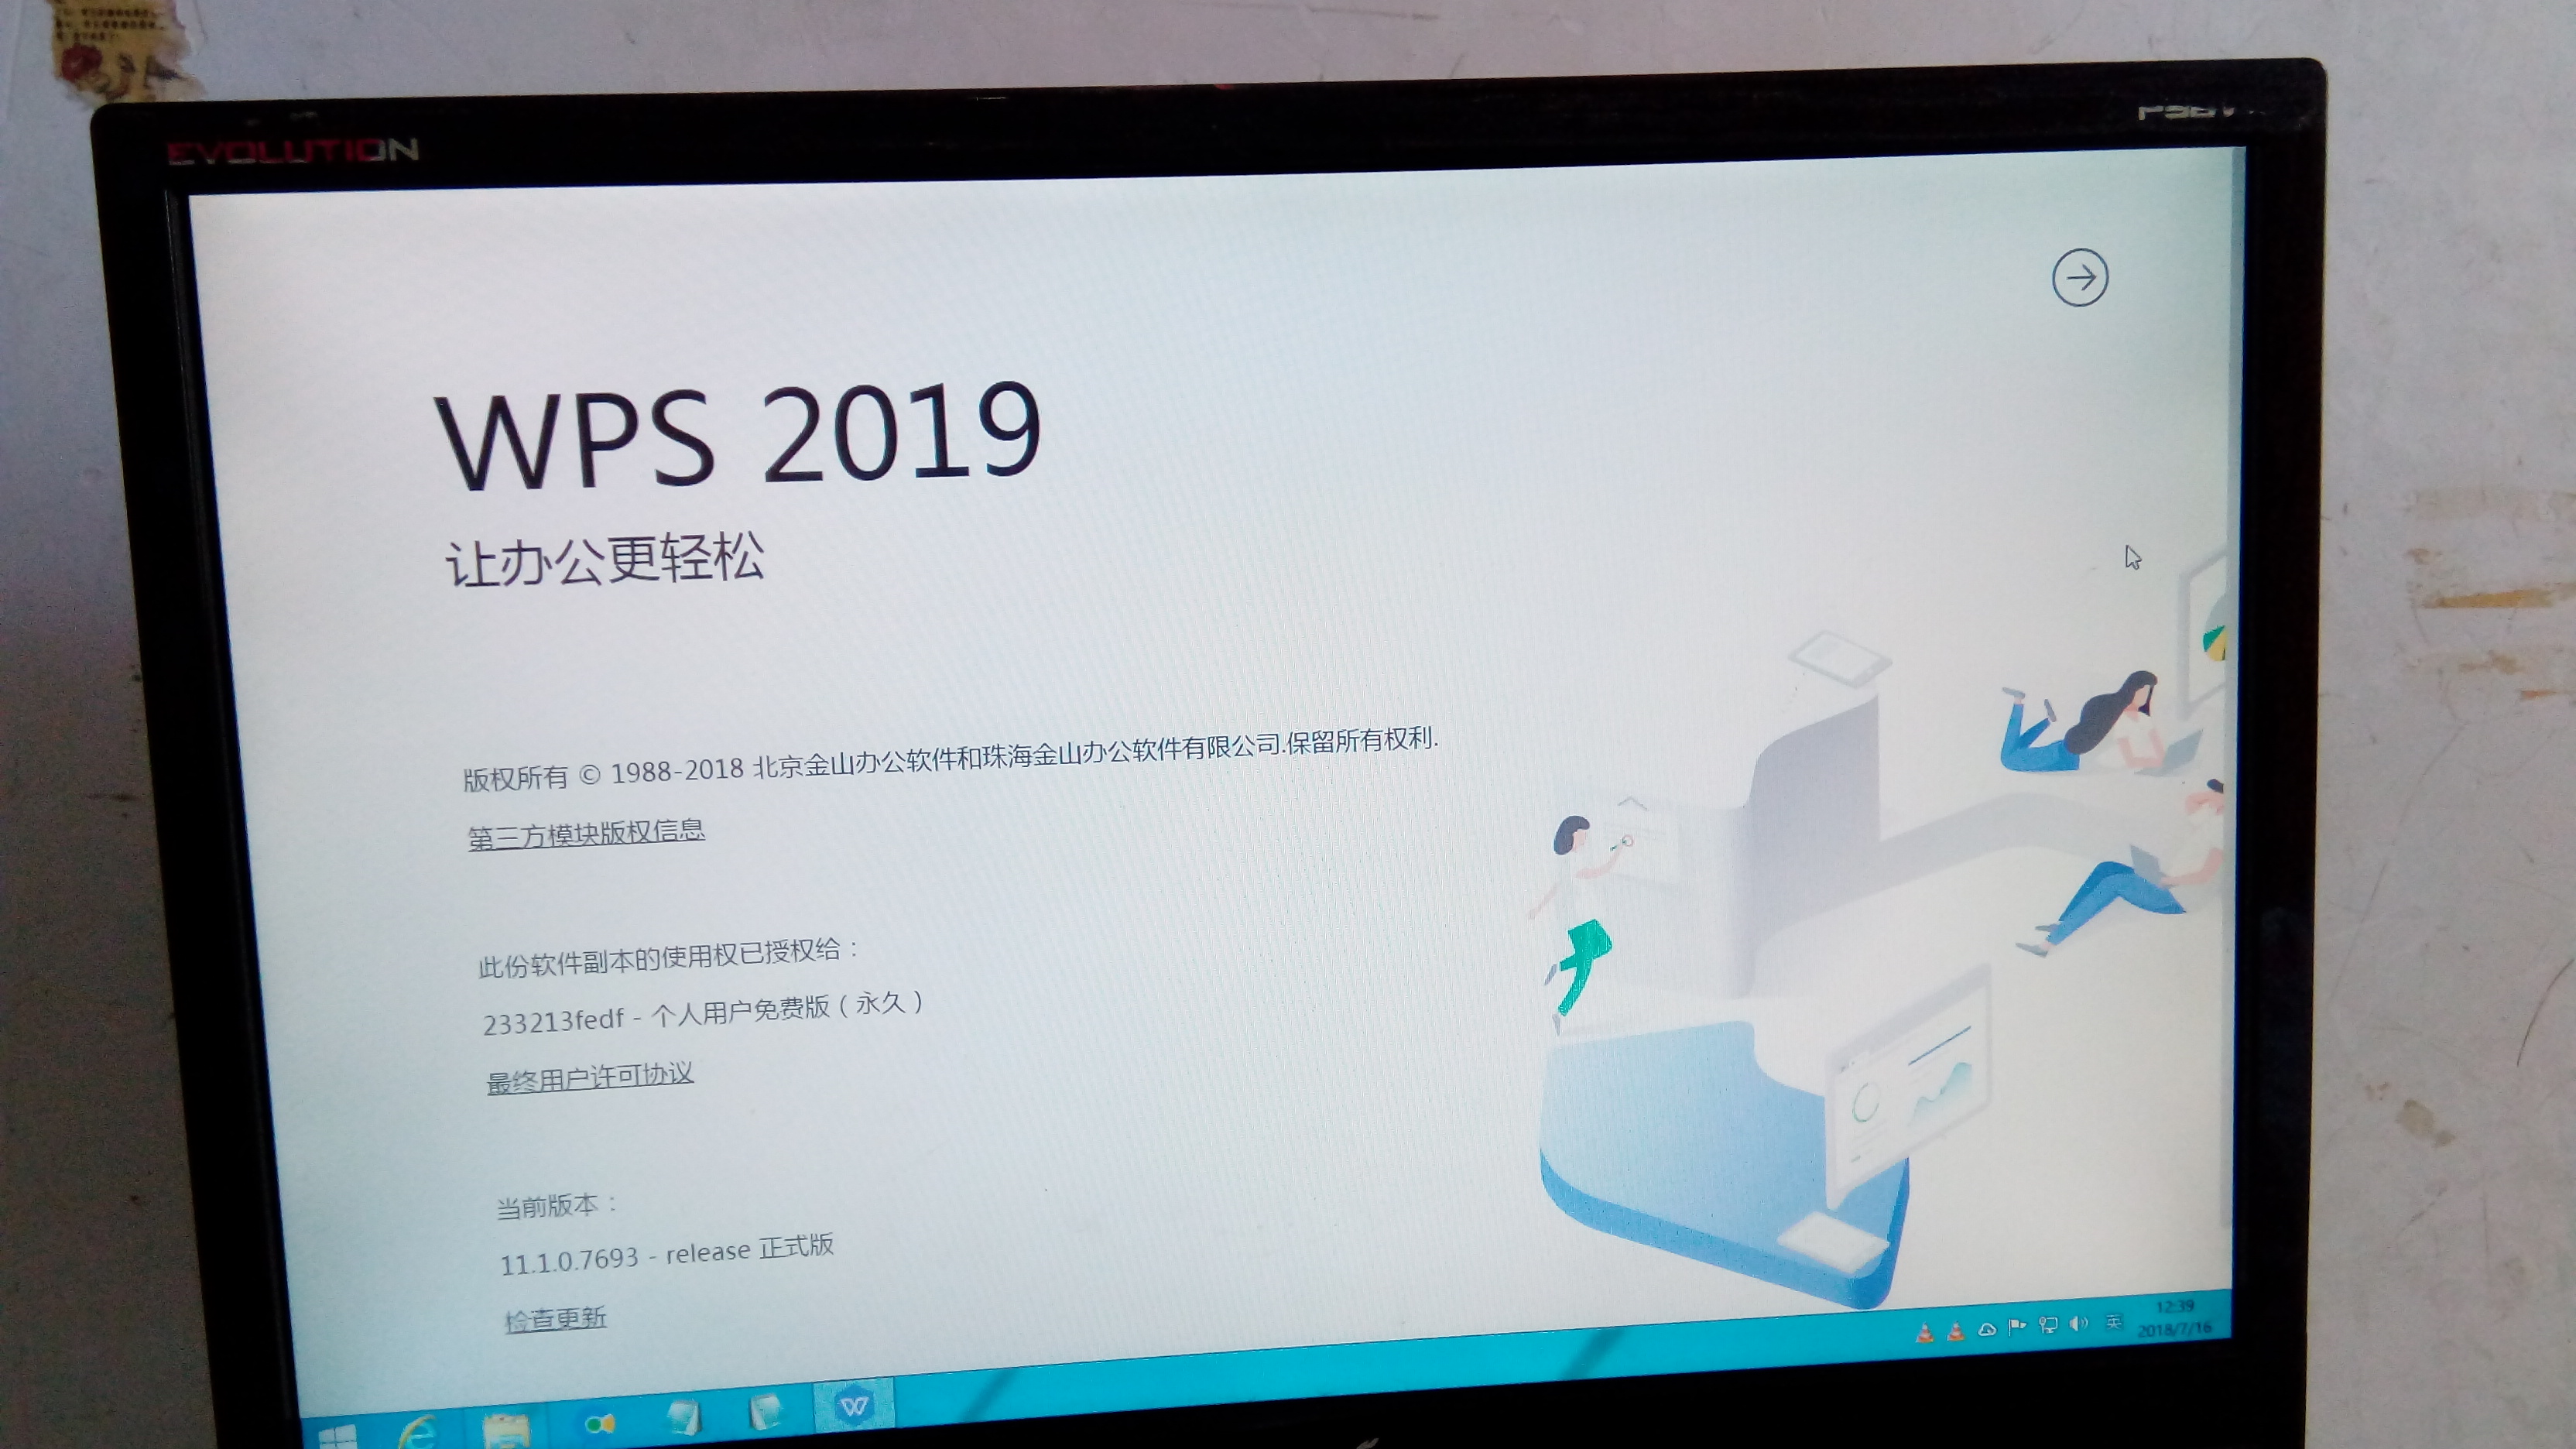 EVOLUTION
WPS 2019
让办公更轻松
版权所有 © 1988-2018 北京金山办公软件和珠海金山办公软件有限公司.保留所有权利.
第三方模块版权信息
此份软件副本的使用权已授权给：
233213fedf - 个人用户免费版（永久）
最终用户许可协议
当前版本：
11.1.0.7693 - release 正式版
检查更新
英
12:39
2018/7/16